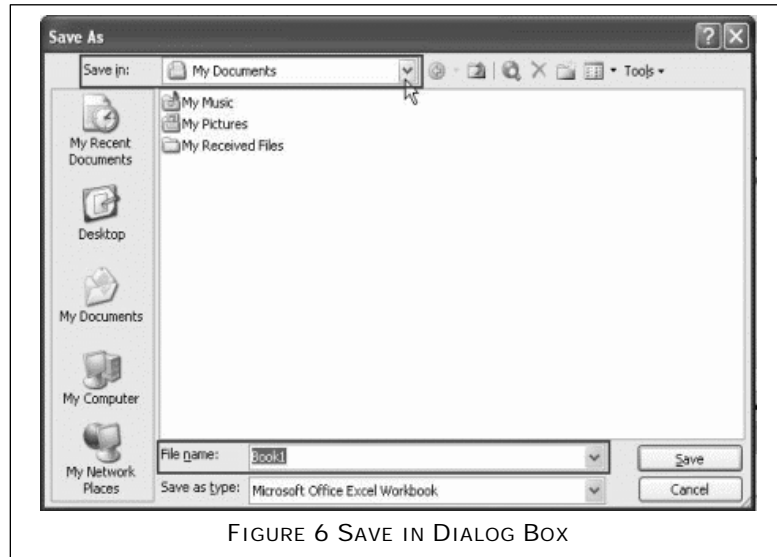 Save As
Save in: My Documents Tools
My Music
My Pictures
My Received Files
My Recent
Documents
Desktop
My Documents
My Computer
My Network
Places
File name: Book1 Save
Save as type: Microsoft Office Excel Workbook Cancel
FIGURE 6 SAVE IN DIALOG BOX